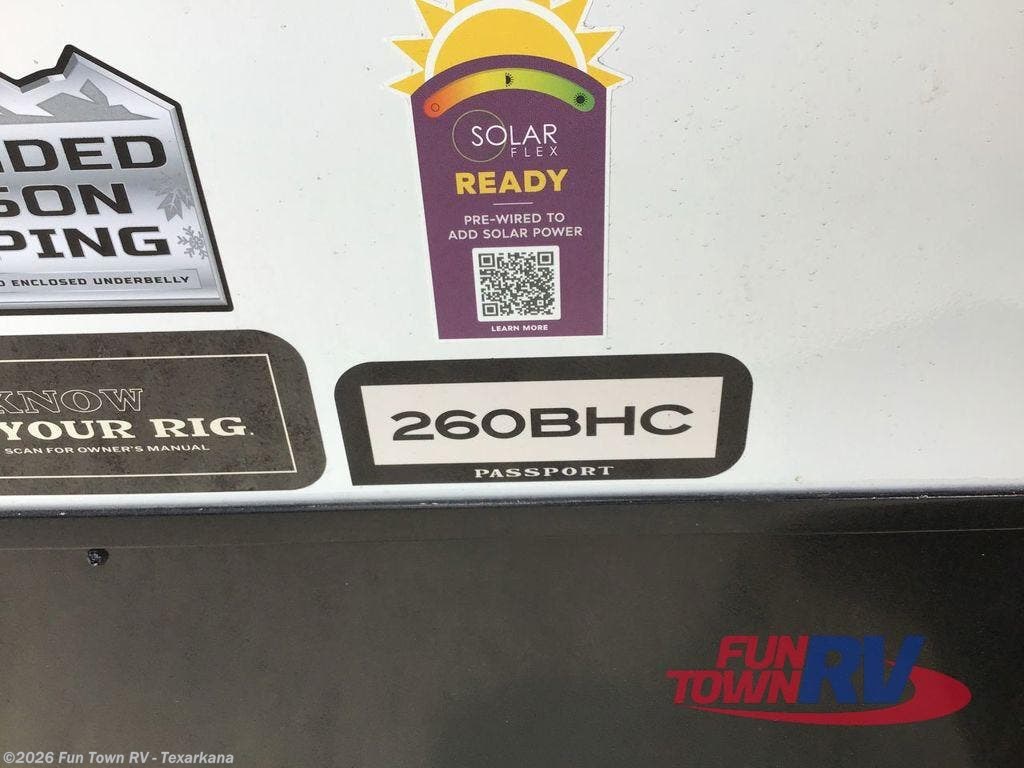 SOLAR
FLEX
READY
PRE-WIRED TO
ADD SOLAR POWER
LEARN MORE
NDED
SON
PING
D ENCLOSED UNDERBELLY
KNOW
YOUR RIG.
SCAN FOR OWNER'S MANUAL
260BHC
PASSPORT
FUN
TOWN RV
©2026 Fun Town RV - Texarkana